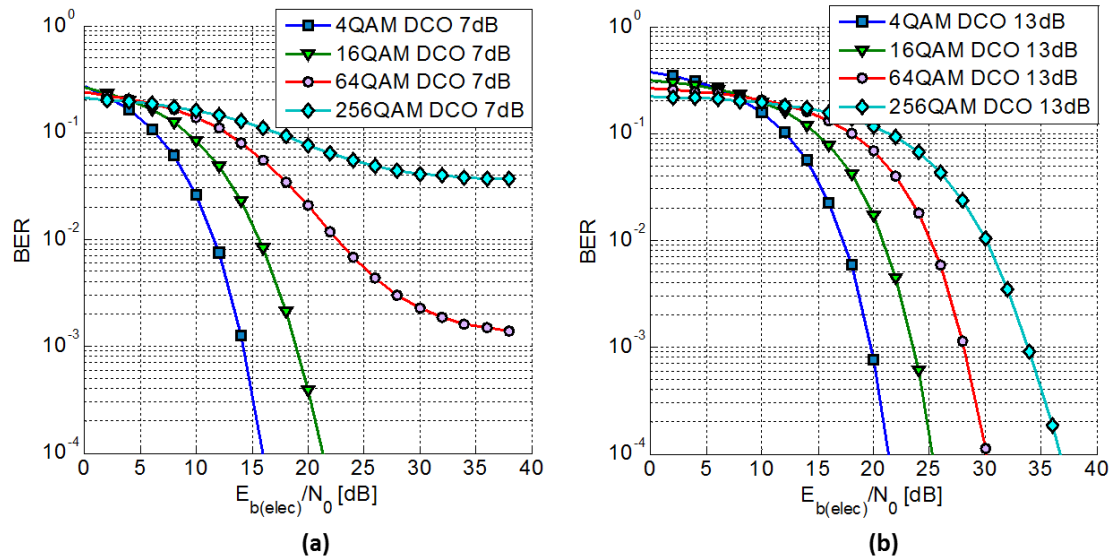 10^0
10^-1
10^-2
10^-3
10^-4
BER
0 5 10 15 20 25 30 35 40
E_b(elec)/N_0 [dB]
4QAM DCO 7dB
16QAM DCO 7dB
64QAM DCO 7dB
256QAM DCO 7dB
(a)
10^0
10^-1
10^-2
10^-3
10^-4
BER
0 5 10 15 20 25 30 35 40
E_b(elec)/N_0 [dB]
4QAM DCO 13dB
16QAM DCO 13dB
64QAM DCO 13dB
256QAM DCO 13dB
(b)